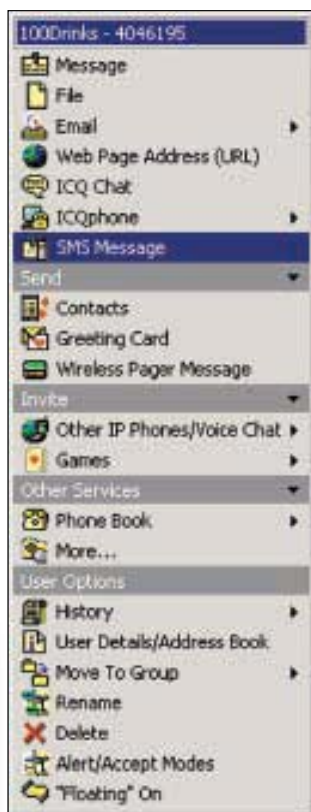 100Drinks - 4046195
Message
File
Email
Web Page Address (URL)
ICQ Chat
ICQphone
SMS Message
Send
Contacts
Greeting Card
Wireless Pager Message
Invite
Other IP Phones/Voice Chat
Games
Other Services
Phone Book
More...
User Options
History
User Details/Address Book
Move To Group
Rename
Delete
Alert/Accept Modes
"Floating" On